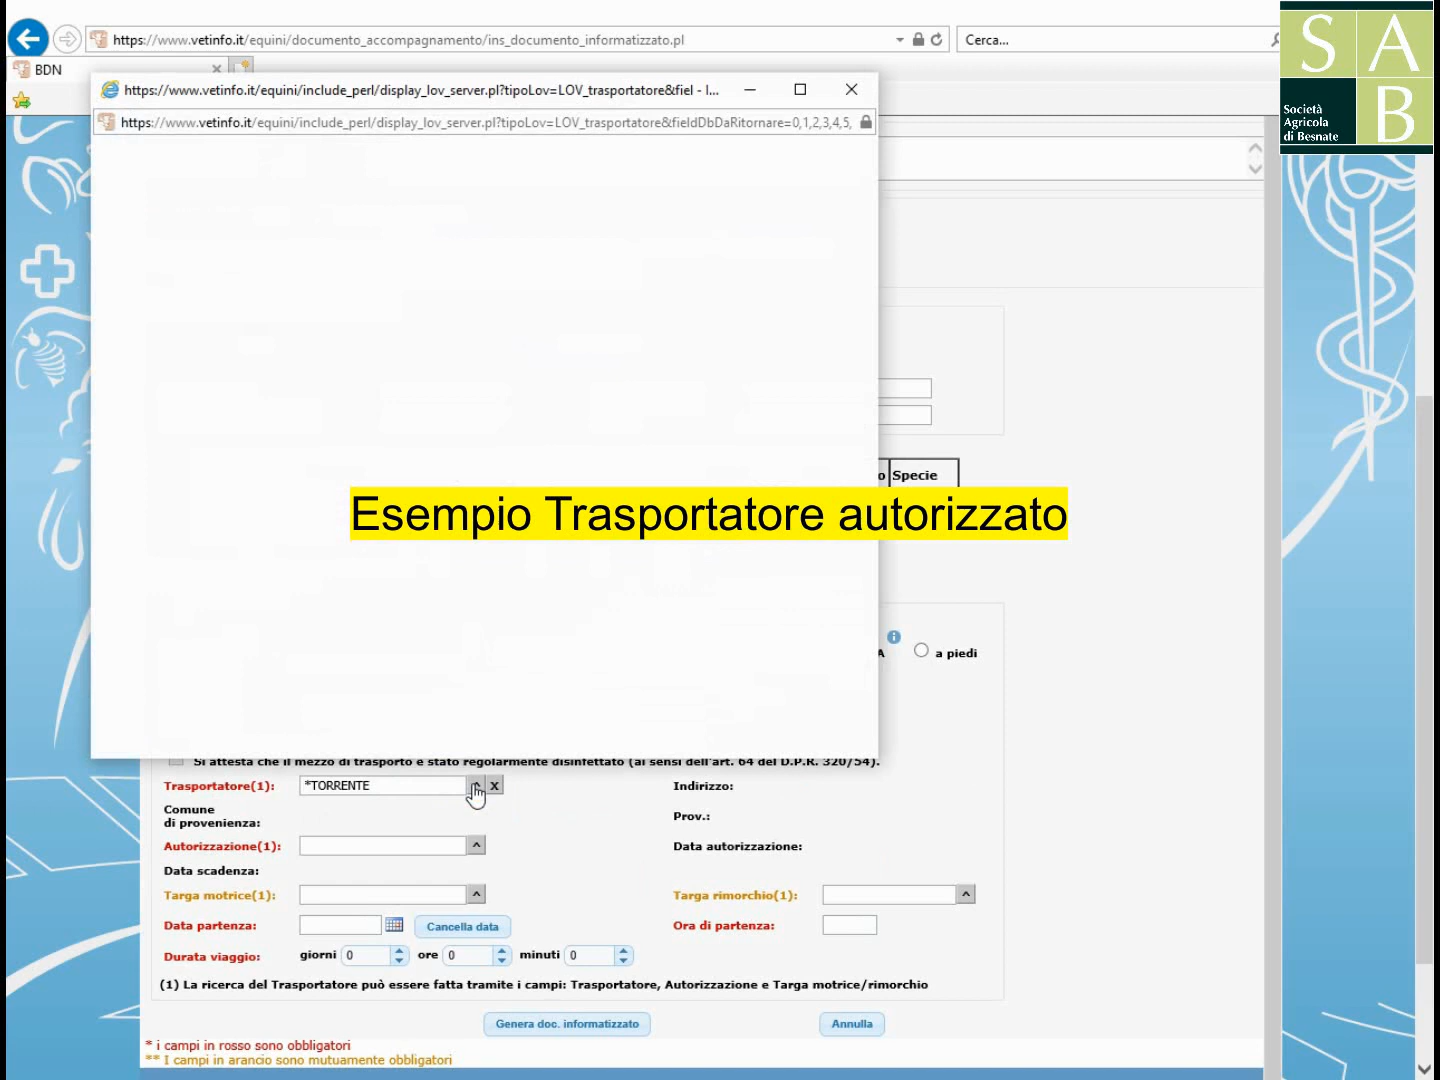 https://www.vetinfo.it/equini/documento_accompagnamento/ins_documento_informatizzato.pl
Cerca...
BDN
https://www.vetinfo.it/equini/include_perl/display_lov_server.pl?tipoLov=LOV_trasportatore&fiel - I...
https://www.vetinfo.it/equini/include_perl/display_lov_server.pl?tipoLov=LOV_trasportatore&fieldDbDaRitornare=0,1,2,3,4,5,
SAB
Società
Agricola
di Besnate
o Specie
Esempio Trasportatore autorizzato
A a piedi
Si attesta che il mezzo di trasporto è stato regolarmente disinfettato (ai sensi dell'art. 64 del D.P.R. 320/54).
Trasportatore(1): *TORRENTE ^ X Indirizzo:
Comune
di provenienza: Prov.:
Autorizzazione(1): ^ Data autorizzazione:
Data scadenza:
Targa motrice(1): ^ Targa rimorchio(1): ^
Data partenza: Cancella data Ora di partenza:
Durata viaggio: giorni 0 ore 0 minuti 0
(1) La ricerca del Trasportatore può essere fatta tramite i campi: Trasportatore, Autorizzazione e Targa motrice/rimorchio
Genera doc. informatizzato Annulla
* i campi in rosso sono obbligatori
** I campi in arancio sono mutuamente obbligatori